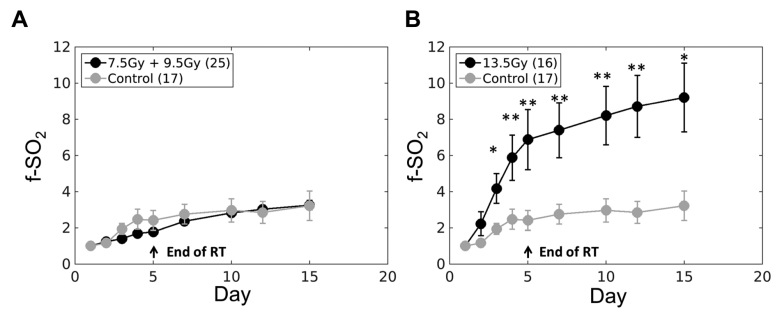 A
B
12
10
8
6
4
2
0
f-SO2
7.5Gy + 9.5Gy (25)
Control (17)
End of RT
0 5 10 15 20
Day
12
10
8
6
4
2
0
f-SO2
13.5Gy (16)
Control (17)
*
**
**
**
**
**
*
End of RT
0 5 10 15 20
Day